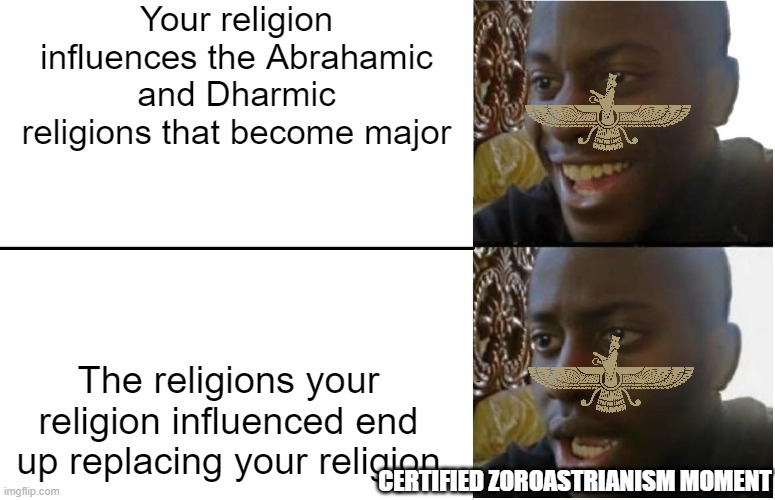 Your religion
influences the Abrahamic
and Dharmic
religions that become major
The religions your
religion influenced end
up replacing your religion
CERTIFIED ZOROASTRIANISM MOMENT
imgflip.com